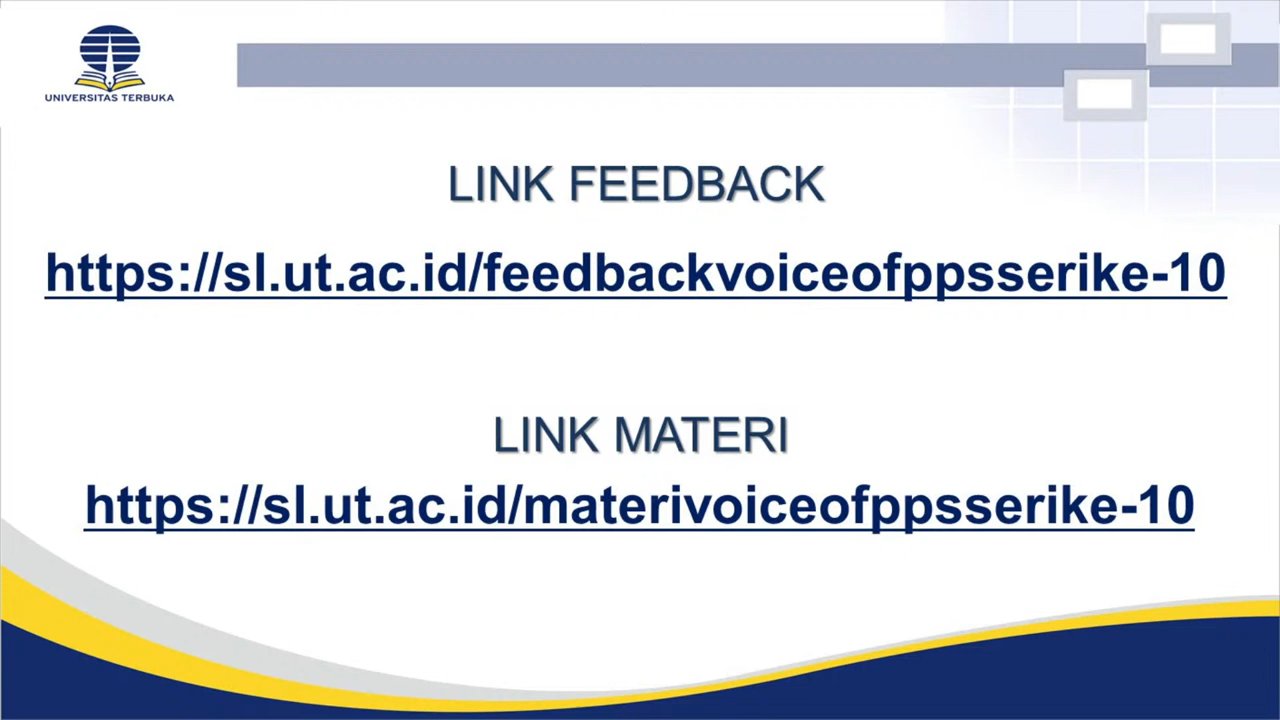 UNIVERSITAS TERBUKA
LINK FEEDBACK
https://sl.ut.ac.id/feedbackvoiceofppsserike-10
LINK MATERI
https://sl.ut.ac.id/materivoiceofppsserike-10